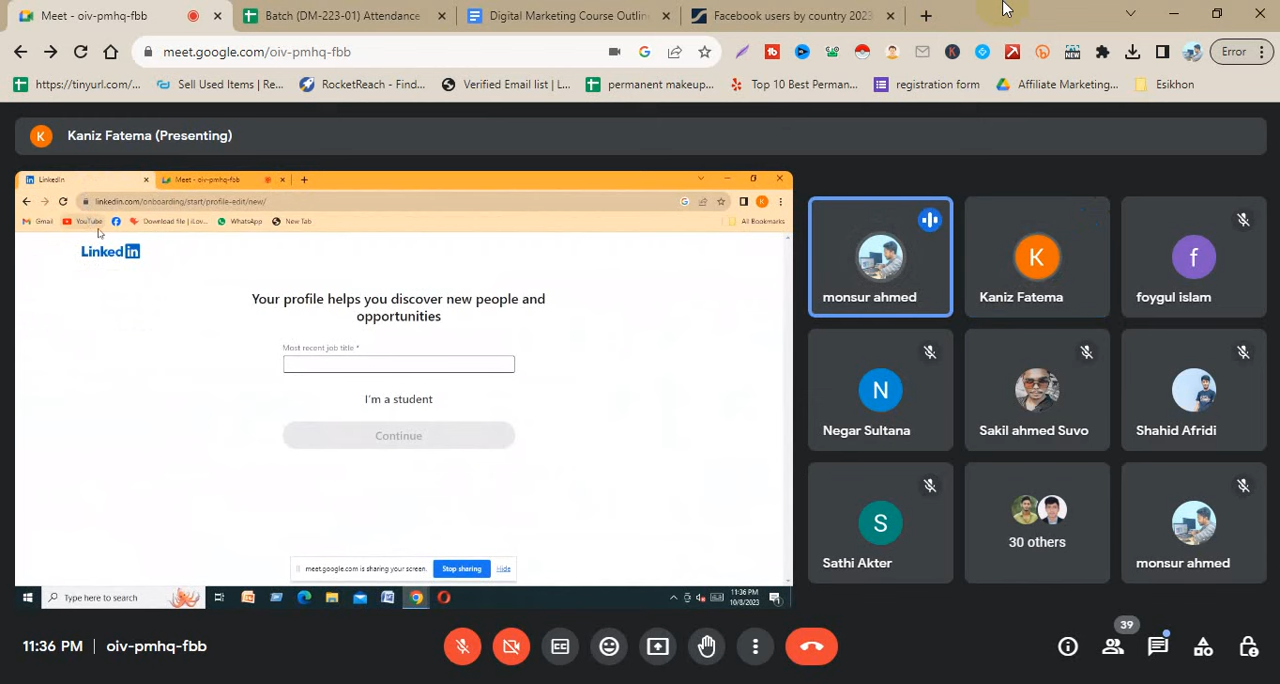 Meet - oiv-pmhq-fbb
Batch (DM-223-01) Attendance
Digital Marketing Course Outlin
Facebook users by country 2023
meet.google.com/oiv-pmhq-fbb
Error
https://tinyurl.com/...
Sell Used Items | Re...
RocketReach - Find...
Verified Email list | L...
permanent makeup...
Top 10 Best Perman...
registration form
Affiliate Marketing...
Esikhon
K
Kaniz Fatema (Presenting)
LinkedIn
Meet - oiv-pmhq-fbb
linkedin.com/onboarding/start/profile-edit/new/
Gmail
YouTube
Download file | iLov...
WhatsApp
New Tab
All Bookmarks
Linked in
Your profile helps you discover new people and
opportunities
Most recent job title *
I'm a student
Continue
meet.google.com is sharing your screen.
Stop sharing
Hide
Type here to search
11:36 PM
10/8/2023
monsur ahmed
K
Kaniz Fatema
f
foygul islam
N
Negar Sultana
Sakil ahmed Suvo
Shahid Afridi
S
Sathi Akter
30 others
monsur ahmed
11:36 PM
oiv-pmhq-fbb
39